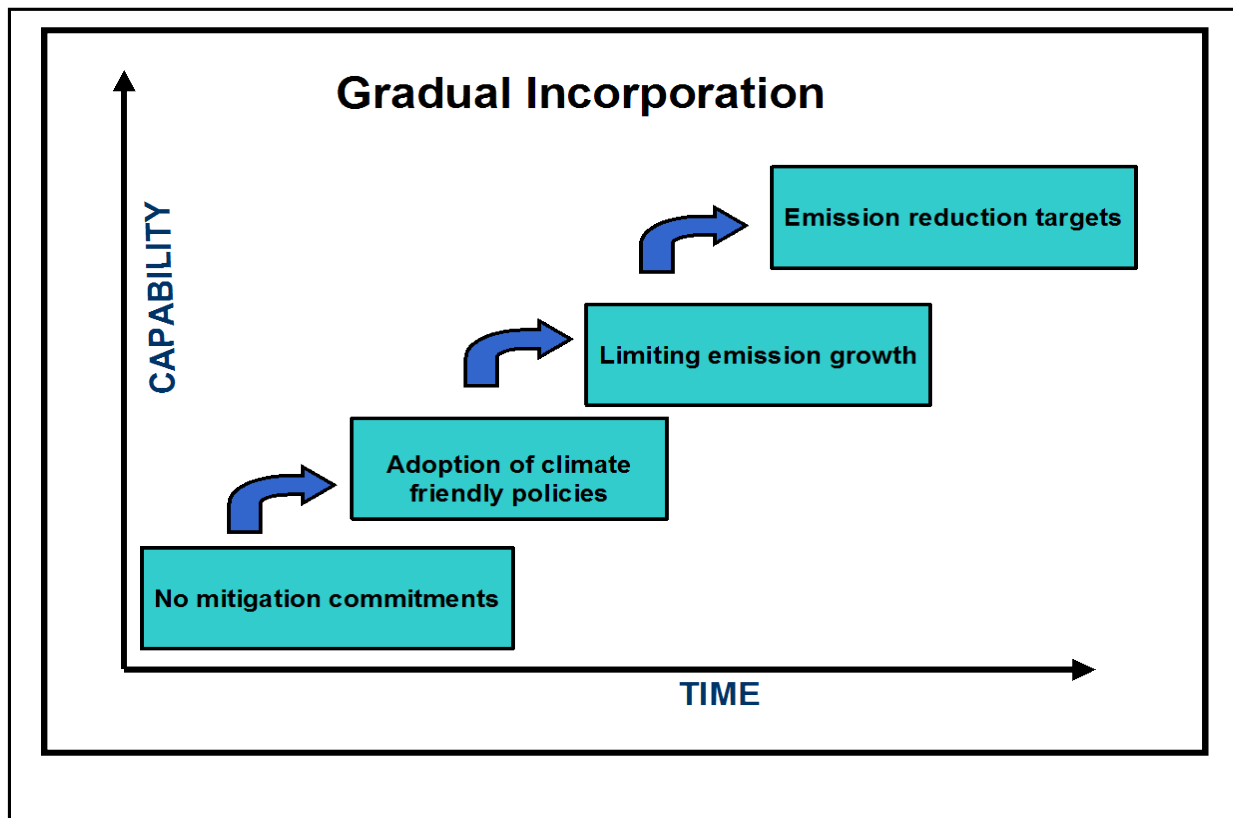 Gradual Incorporation
CAPABILITY
Emission reduction targets
Limiting emission growth
Adoption of climate
friendly policies
No mitigation commitments
TIME